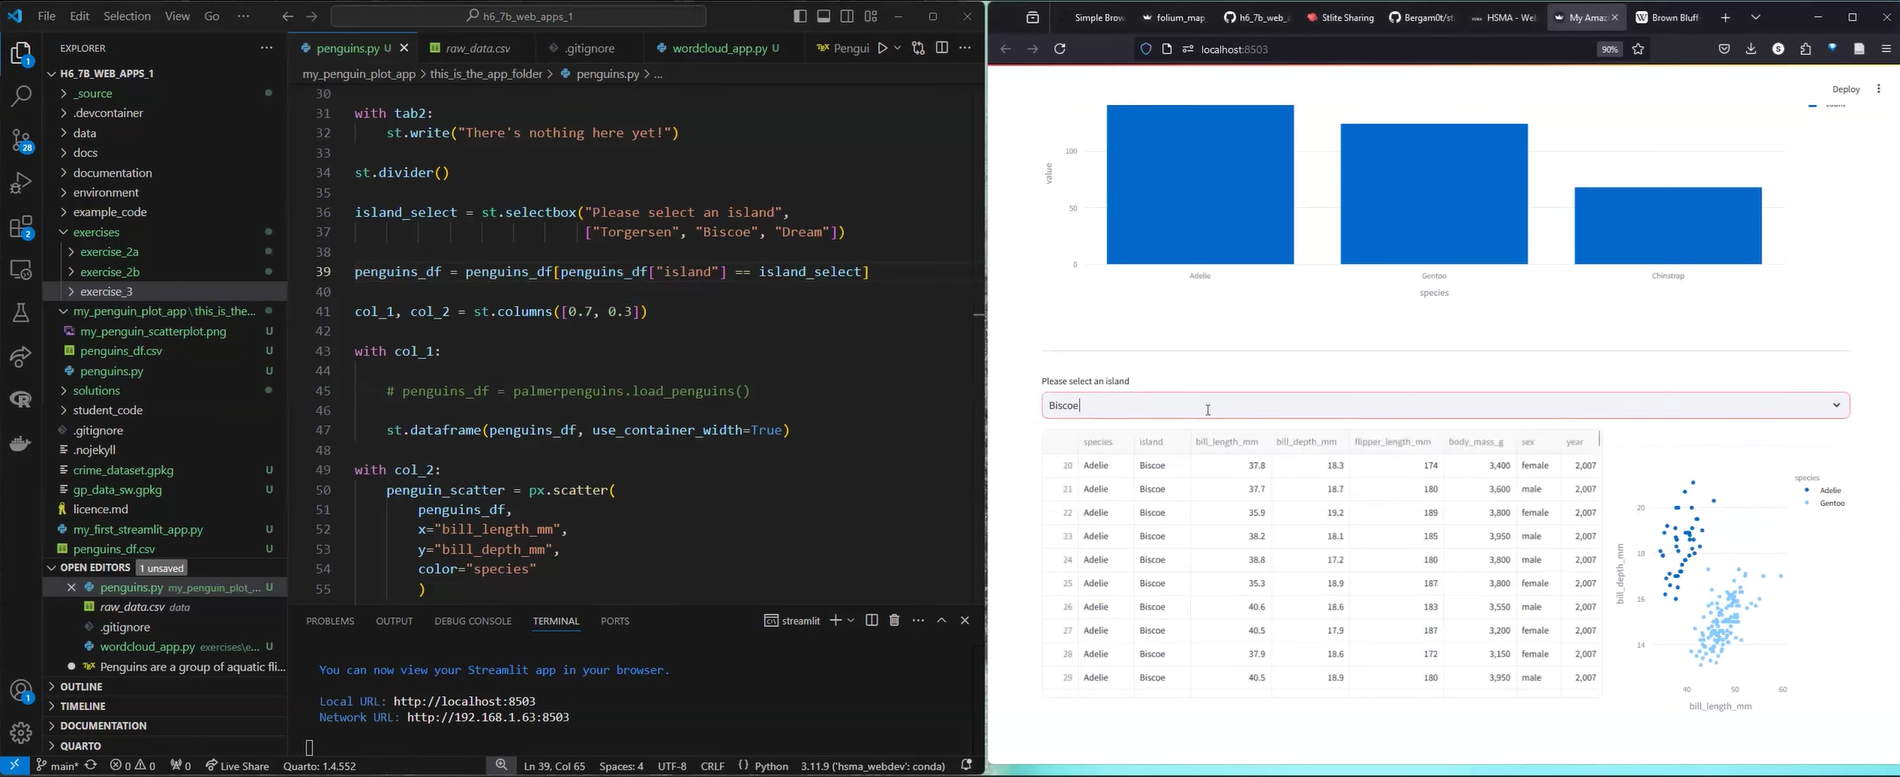 File Edit Selection View Go ··· h6_7b_web_apps_1
EXPLORER ···
H6_7B_WEB_APPS_1
_source
.devcontainer
data
docs
documentation
environment
example_code
exercises
exercise_2a
exercise_2b
exercise_3
my_penguin_plot_app\this_is_the...
my_penguin_scatterplot.png U
penguins_df.csv U
penguins.py U
solutions
student_code
.gitignore
.nojekyll
crime_dataset.gpkg U
gp_data_sw.gpkg U
licence.md
my_first_streamlit_app.py U
penguins_df.csv U
OPEN EDITORS 1 unsaved
penguins.py my_penguin_plot_... U
raw_data.csv data
.gitignore
wordcloud_app.py exercises\e... U
Penguins are a group of aquatic fli...
OUTLINE
TIMELINE
DOCUMENTATION
QUARTO
1
28
2
1
penguins.py U raw_data.csv .gitignore wordcloud_app.py U Pengui
my_penguin_plot_app > this_is_the_app_folder > penguins.py > ...
30
31 with tab2:
32 st.write("There's nothing here yet!")
33
34 st.divider()
35
36 island_select = st.selectbox("Please select an island",
37 ["Torgersen", "Biscoe", "Dream"])
38
39 penguins_df = penguins_df[penguins_df["island"] == island_select]
40
41 col_1, col_2 = st.columns([0.7, 0.3])
42
43 with col_1:
44
45 # penguins_df = palmerpenguins.load_penguins()
46
47 st.dataframe(penguins_df, use_container_width=True)
48
49 with col_2:
50 penguin_scatter = px.scatter(
51 penguins_df,
52 x="bill_length_mm",
53 y="bill_depth_mm",
54 color="species"
55 )
PROBLEMS OUTPUT DEBUG CONSOLE TERMINAL PORTS streamlit
You can now view your Streamlit app in your browser.
Local URL: http://localhost:8503
Network URL: http://192.168.1.63:8503
main* 0 0 0 Live Share Quarto: 1.4.552 Ln 39, Col 65 Spaces: 4 UTF-8 CRLF Python 3.11.9 ('hsma_webdev': conda)
Simple Brow folium_map_ h6_7b_web_a Stlite Sharing Bergam0t/st HSMA - Wel My Amaz Brown Bluff
localhost:8503 90%
Deploy
value
100
50
0
Adelie Gentoo Chinstrap
species
Please select an island
Biscoe
species island bill_length_mm bill_depth_mm flipper_length_mm body_mass_g sex year
20 Adelie Biscoe 37.8 18.3 174 3,400 female 2,007
21 Adelie Biscoe 37.7 18.7 180 3,600 male 2,007
22 Adelie Biscoe 35.9 19.2 189 3,800 female 2,007
23 Adelie Biscoe 38.2 18.1 185 3,950 male 2,007
24 Adelie Biscoe 38.8 17.2 180 3,800 male 2,007
25 Adelie Biscoe 35.3 18.9 187 3,800 female 2,007
26 Adelie Biscoe 40.6 18.6 183 3,550 male 2,007
27 Adelie Biscoe 40.5 17.9 187 3,200 female 2,007
28 Adelie Biscoe 37.9 18.6 172 3,150 female 2,007
29 Adelie Biscoe 40.5 18.9 180 3,950 male 2,007
species
Adelie
Gentoo
bill_depth_mm
20
18
16
14
40 50 60
bill_length_mm